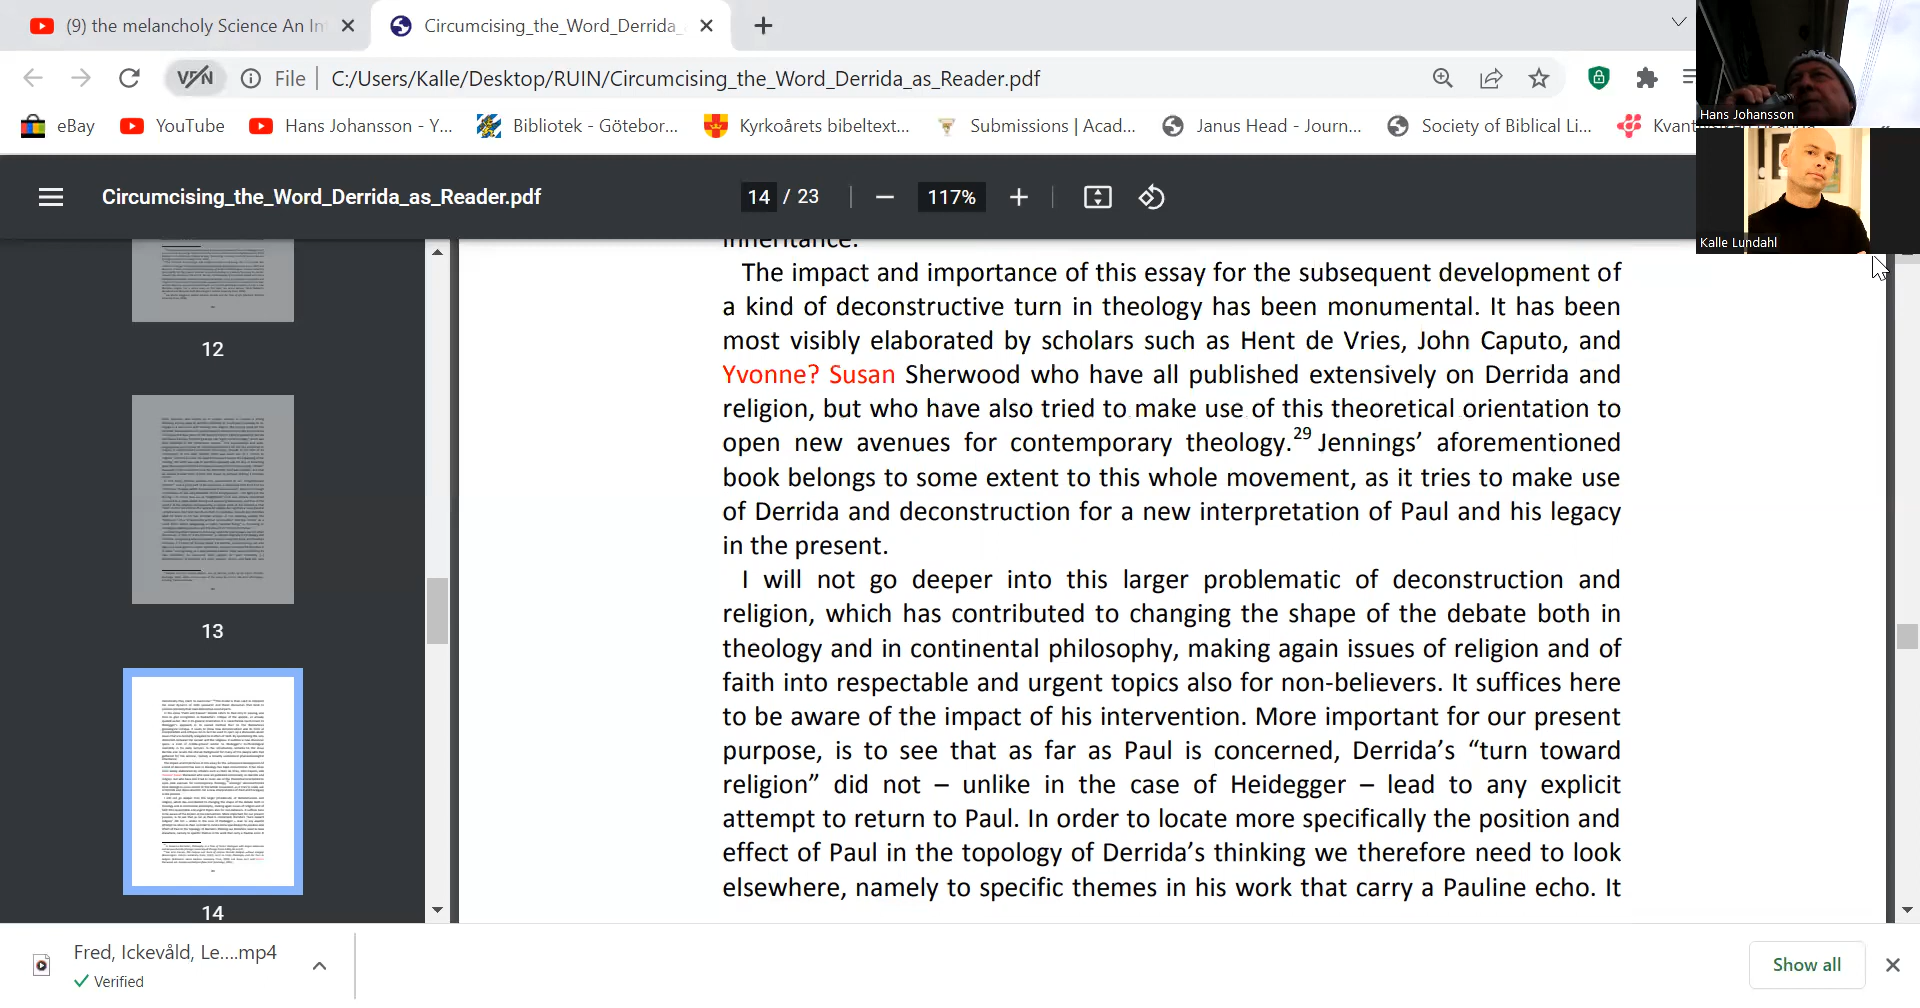 (9) the melancholy Science An In
Circumcising_the_Word_Derrida_
VPN
File
C:/Users/Kalle/Desktop/RUIN/Circumcising_the_Word_Derrida_as_Reader.pdf
eBay
YouTube
Hans Johansson - Y...
Bibliotek - Götebor...
Kyrkoårets bibeltext...
Submissions | Acad...
Janus Head - Journ...
Society of Biblical Li...
Hans Johansson
Kalle Lundahl
Circumcising_the_Word_Derrida_as_Reader.pdf
14 / 23
117%
12
13
14
inheritance.
The impact and importance of this essay for the subsequent development of
a kind of deconstructive turn in theology has been monumental. It has been
most visibly elaborated by scholars such as Hent de Vries, John Caputo, and
Yvonne? Susan Sherwood who have all published extensively on Derrida and
religion, but who have also tried to make use of this theoretical orientation to
open new avenues for contemporary theology.29 Jennings’ aforementioned
book belongs to some extent to this whole movement, as it tries to make use
of Derrida and deconstruction for a new interpretation of Paul and his legacy
in the present.
I will not go deeper into this larger problematic of deconstruction and
religion, which has contributed to changing the shape of the debate both in
theology and in continental philosophy, making again issues of religion and of
faith into respectable and urgent topics also for non-believers. It suffices here
to be aware of the impact of his intervention. More important for our present
purpose, is to see that as far as Paul is concerned, Derrida’s “turn toward
religion” did not – unlike in the case of Heidegger – lead to any explicit
attempt to return to Paul. In order to locate more specifically the position and
effect of Paul in the topology of Derrida’s thinking we therefore need to look
elsewhere, namely to specific themes in his work that carry a Pauline echo. It
Fred, Ickevåld, Le....mp4
Verified
Show all